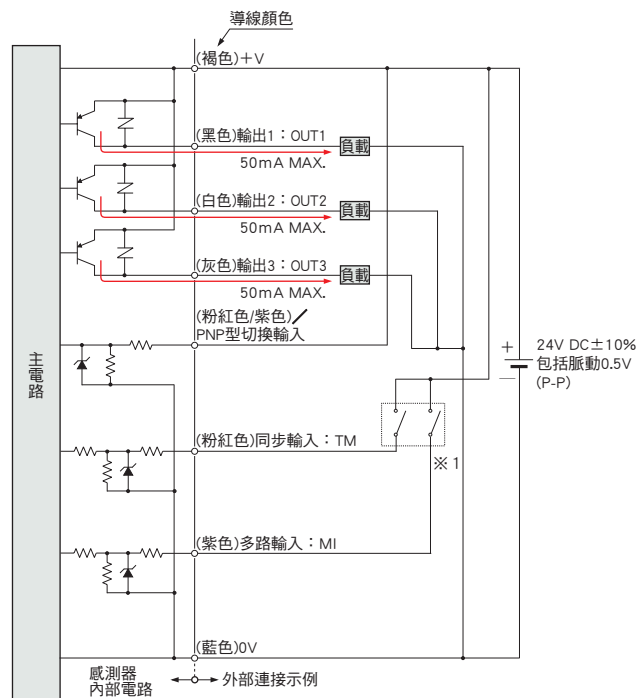 導線顏色
(褐色)＋V
(黑色)輸出1：OUT1
負載
50mA MAX.
(白色)輸出2：OUT2
負載
50mA MAX.
(灰色)輸出3：OUT3
負載
50mA MAX.
(粉紅色/紫色)／
PNP型切換輸入
主電路
＋
－
24V DC±10%
包括脈動0.5V
(P-P)
(粉紅色)同步輸入：TM
※1
(紫色)多路輸入：MI
(藍色)0V
感測器
內部電路
外部連接示例